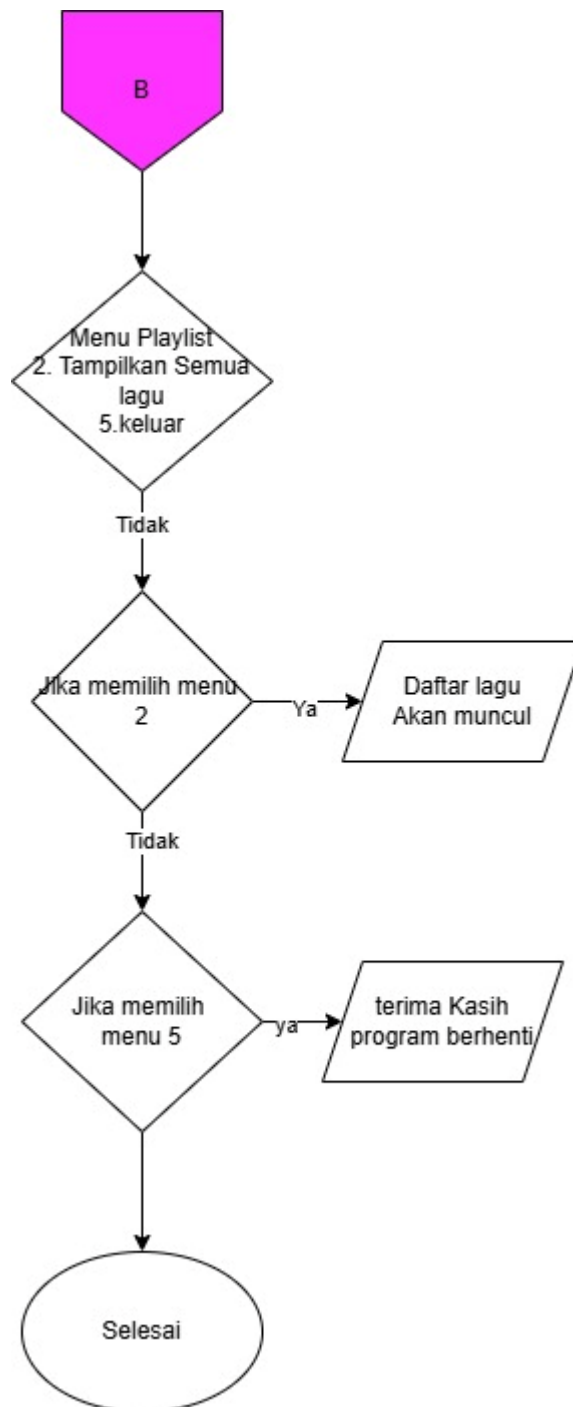 B
Menu Playlist
2. Tampilkan Semua
lagu
5.keluar
Tidak
Jika memilih menu
2
Ya
Daftar lagu
Akan muncul
Tidak
Jika memilih
menu 5
ya
terima Kasih
program berhenti
Selesai